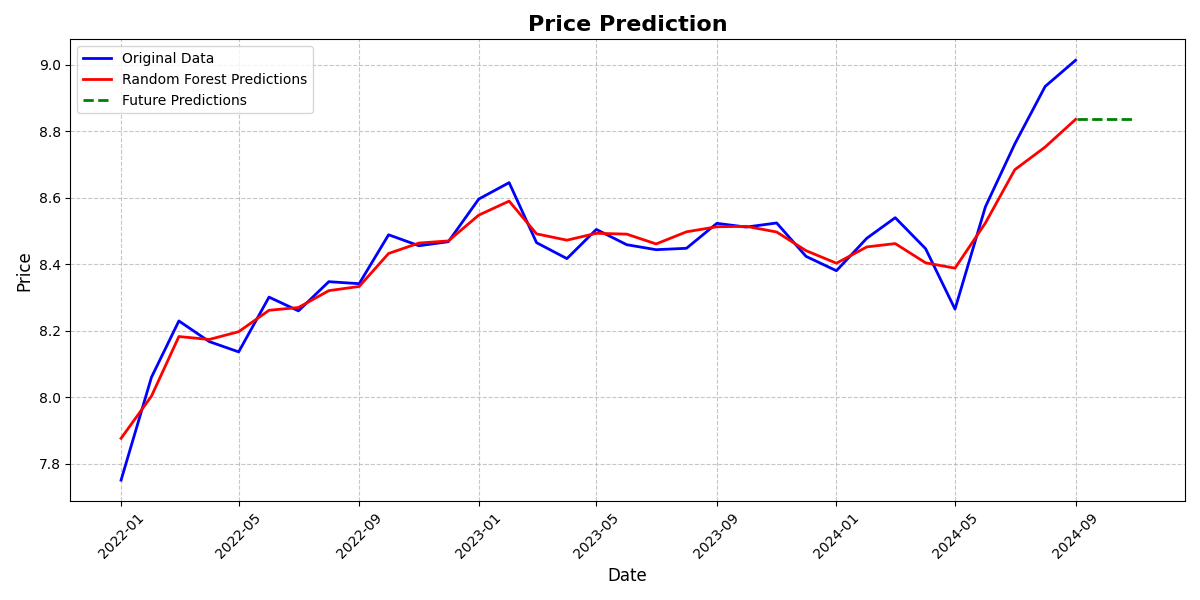 Price Prediction
Original Data
Random Forest Predictions
Future Predictions
Price
9.0
8.8
8.6
8.4
8.2
8.0
7.8
2022-01
2022-05
2022-09
2023-01
2023-05
2023-09
2024-01
2024-05
2024-09
Date